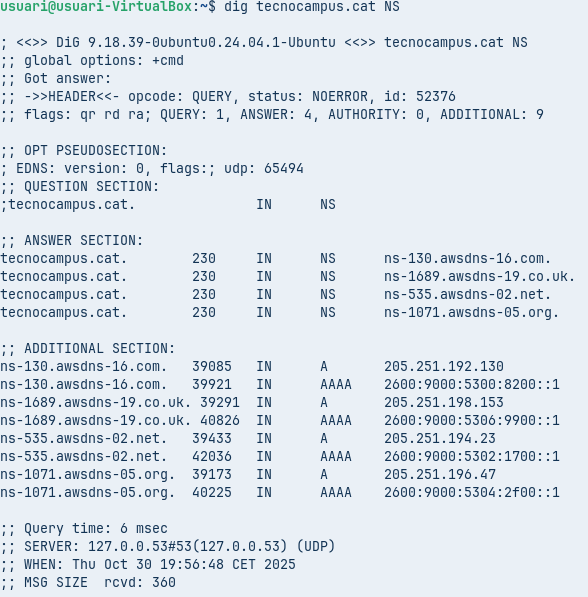 usuari@usuari-VirtualBox:~$ dig tecnocampus.cat NS

; <<>> DiG 9.18.39-0ubuntu0.24.04.1-Ubuntu <<>> tecnocampus.cat NS
;; global options: +cmd
;; Got answer:
;; ->>HEADER<<- opcode: QUERY, status: NOERROR, id: 52376
;; flags: qr rd ra; QUERY: 1, ANSWER: 4, AUTHORITY: 0, ADDITIONAL: 9

;; OPT PSEUDOSECTION:
; EDNS: version: 0, flags:; udp: 65494
;; QUESTION SECTION:
;tecnocampus.cat.               IN      NS

;; ANSWER SECTION:
tecnocampus.cat.        230     IN      NS      ns-130.awsdns-16.com.
tecnocampus.cat.        230     IN      NS      ns-1689.awsdns-19.co.uk.
tecnocampus.cat.        230     IN      NS      ns-535.awsdns-02.net.
tecnocampus.cat.        230     IN      NS      ns-1071.awsdns-05.org.

;; ADDITIONAL SECTION:
ns-130.awsdns-16.com.   39085   IN      A       205.251.192.130
ns-130.awsdns-16.com.   39921   IN      AAAA    2600:9000:5300:8200::1
ns-1689.awsdns-19.co.uk. 39291  IN      A       205.251.198.153
ns-1689.awsdns-19.co.uk. 40826  IN      AAAA    2600:9000:5306:9900::1
ns-535.awsdns-02.net.   39433   IN      A       205.251.194.23
ns-535.awsdns-02.net.   42036   IN      AAAA    2600:9000:5302:1700::1
ns-1071.awsdns-05.org.  39173   IN      A       205.251.196.47
ns-1071.awsdns-05.org.  40225   IN      AAAA    2600:9000:5304:2f00::1

;; Query time: 6 msec
;; SERVER: 127.0.0.53#53(127.0.0.53) (UDP)
;; WHEN: Thu Oct 30 19:56:48 CET 2025
;; MSG SIZE  rcvd: 360